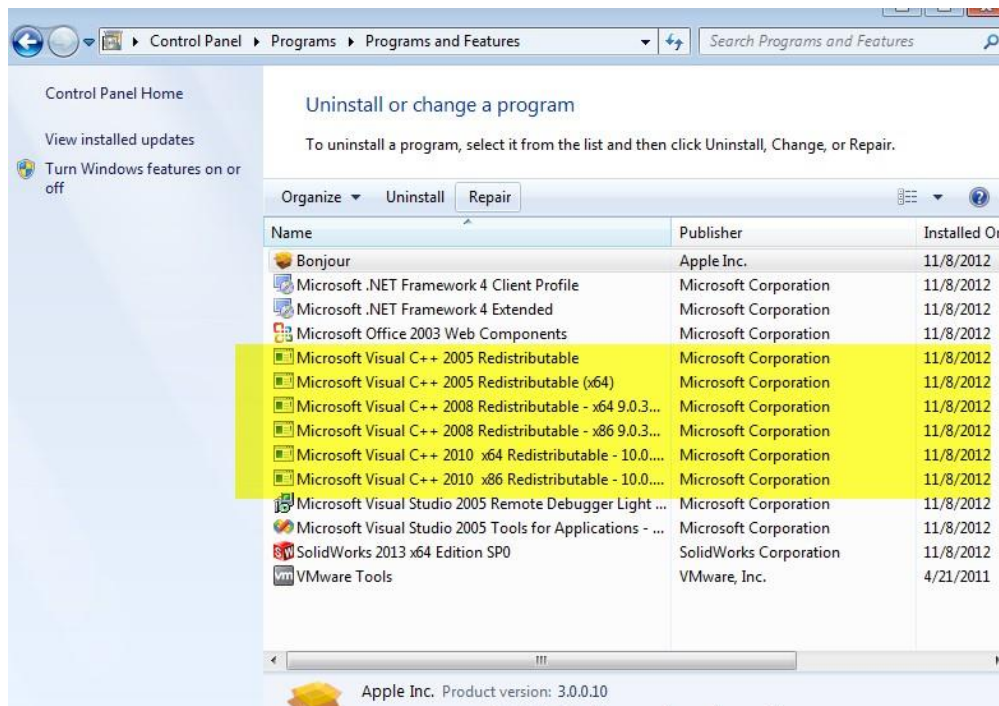 Control Panel ▸ Programs ▸ Programs and Features
Search Programs and Features
Control Panel Home
View installed updates
Turn Windows features on or
off
Uninstall or change a program
To uninstall a program, select it from the list and then click Uninstall, Change, or Repair.
Organize Uninstall Repair
Name Publisher Installed On
Bonjour Apple Inc. 11/8/2012
Microsoft .NET Framework 4 Client Profile Microsoft Corporation 11/8/2012
Microsoft .NET Framework 4 Extended Microsoft Corporation 11/8/2012
Microsoft Office 2003 Web Components Microsoft Corporation 11/8/2012
Microsoft Visual C++ 2005 Redistributable Microsoft Corporation 11/8/2012
Microsoft Visual C++ 2005 Redistributable (x64) Microsoft Corporation 11/8/2012
Microsoft Visual C++ 2008 Redistributable - x64 9.0.3... Microsoft Corporation 11/8/2012
Microsoft Visual C++ 2008 Redistributable - x86 9.0.3... Microsoft Corporation 11/8/2012
Microsoft Visual C++ 2010 x64 Redistributable - 10.0.... Microsoft Corporation 11/8/2012
Microsoft Visual C++ 2010 x86 Redistributable - 10.0.... Microsoft Corporation 11/8/2012
Microsoft Visual Studio 2005 Remote Debugger Light ... Microsoft Corporation 11/8/2012
Microsoft Visual Studio 2005 Tools for Applications - ... Microsoft Corporation 11/8/2012
SolidWorks 2013 x64 Edition SP0 SolidWorks Corporation 11/8/2012
VMware Tools VMware, Inc. 4/21/2011
Apple Inc. Product version: 3.0.0.10